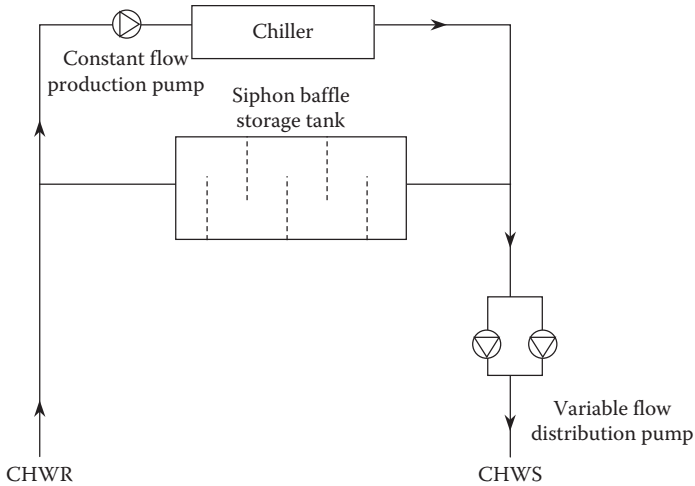 Chiller
Constant flow
production pump
Siphon baffle
storage tank
Variable flow
distribution pump
CHWR
CHWS